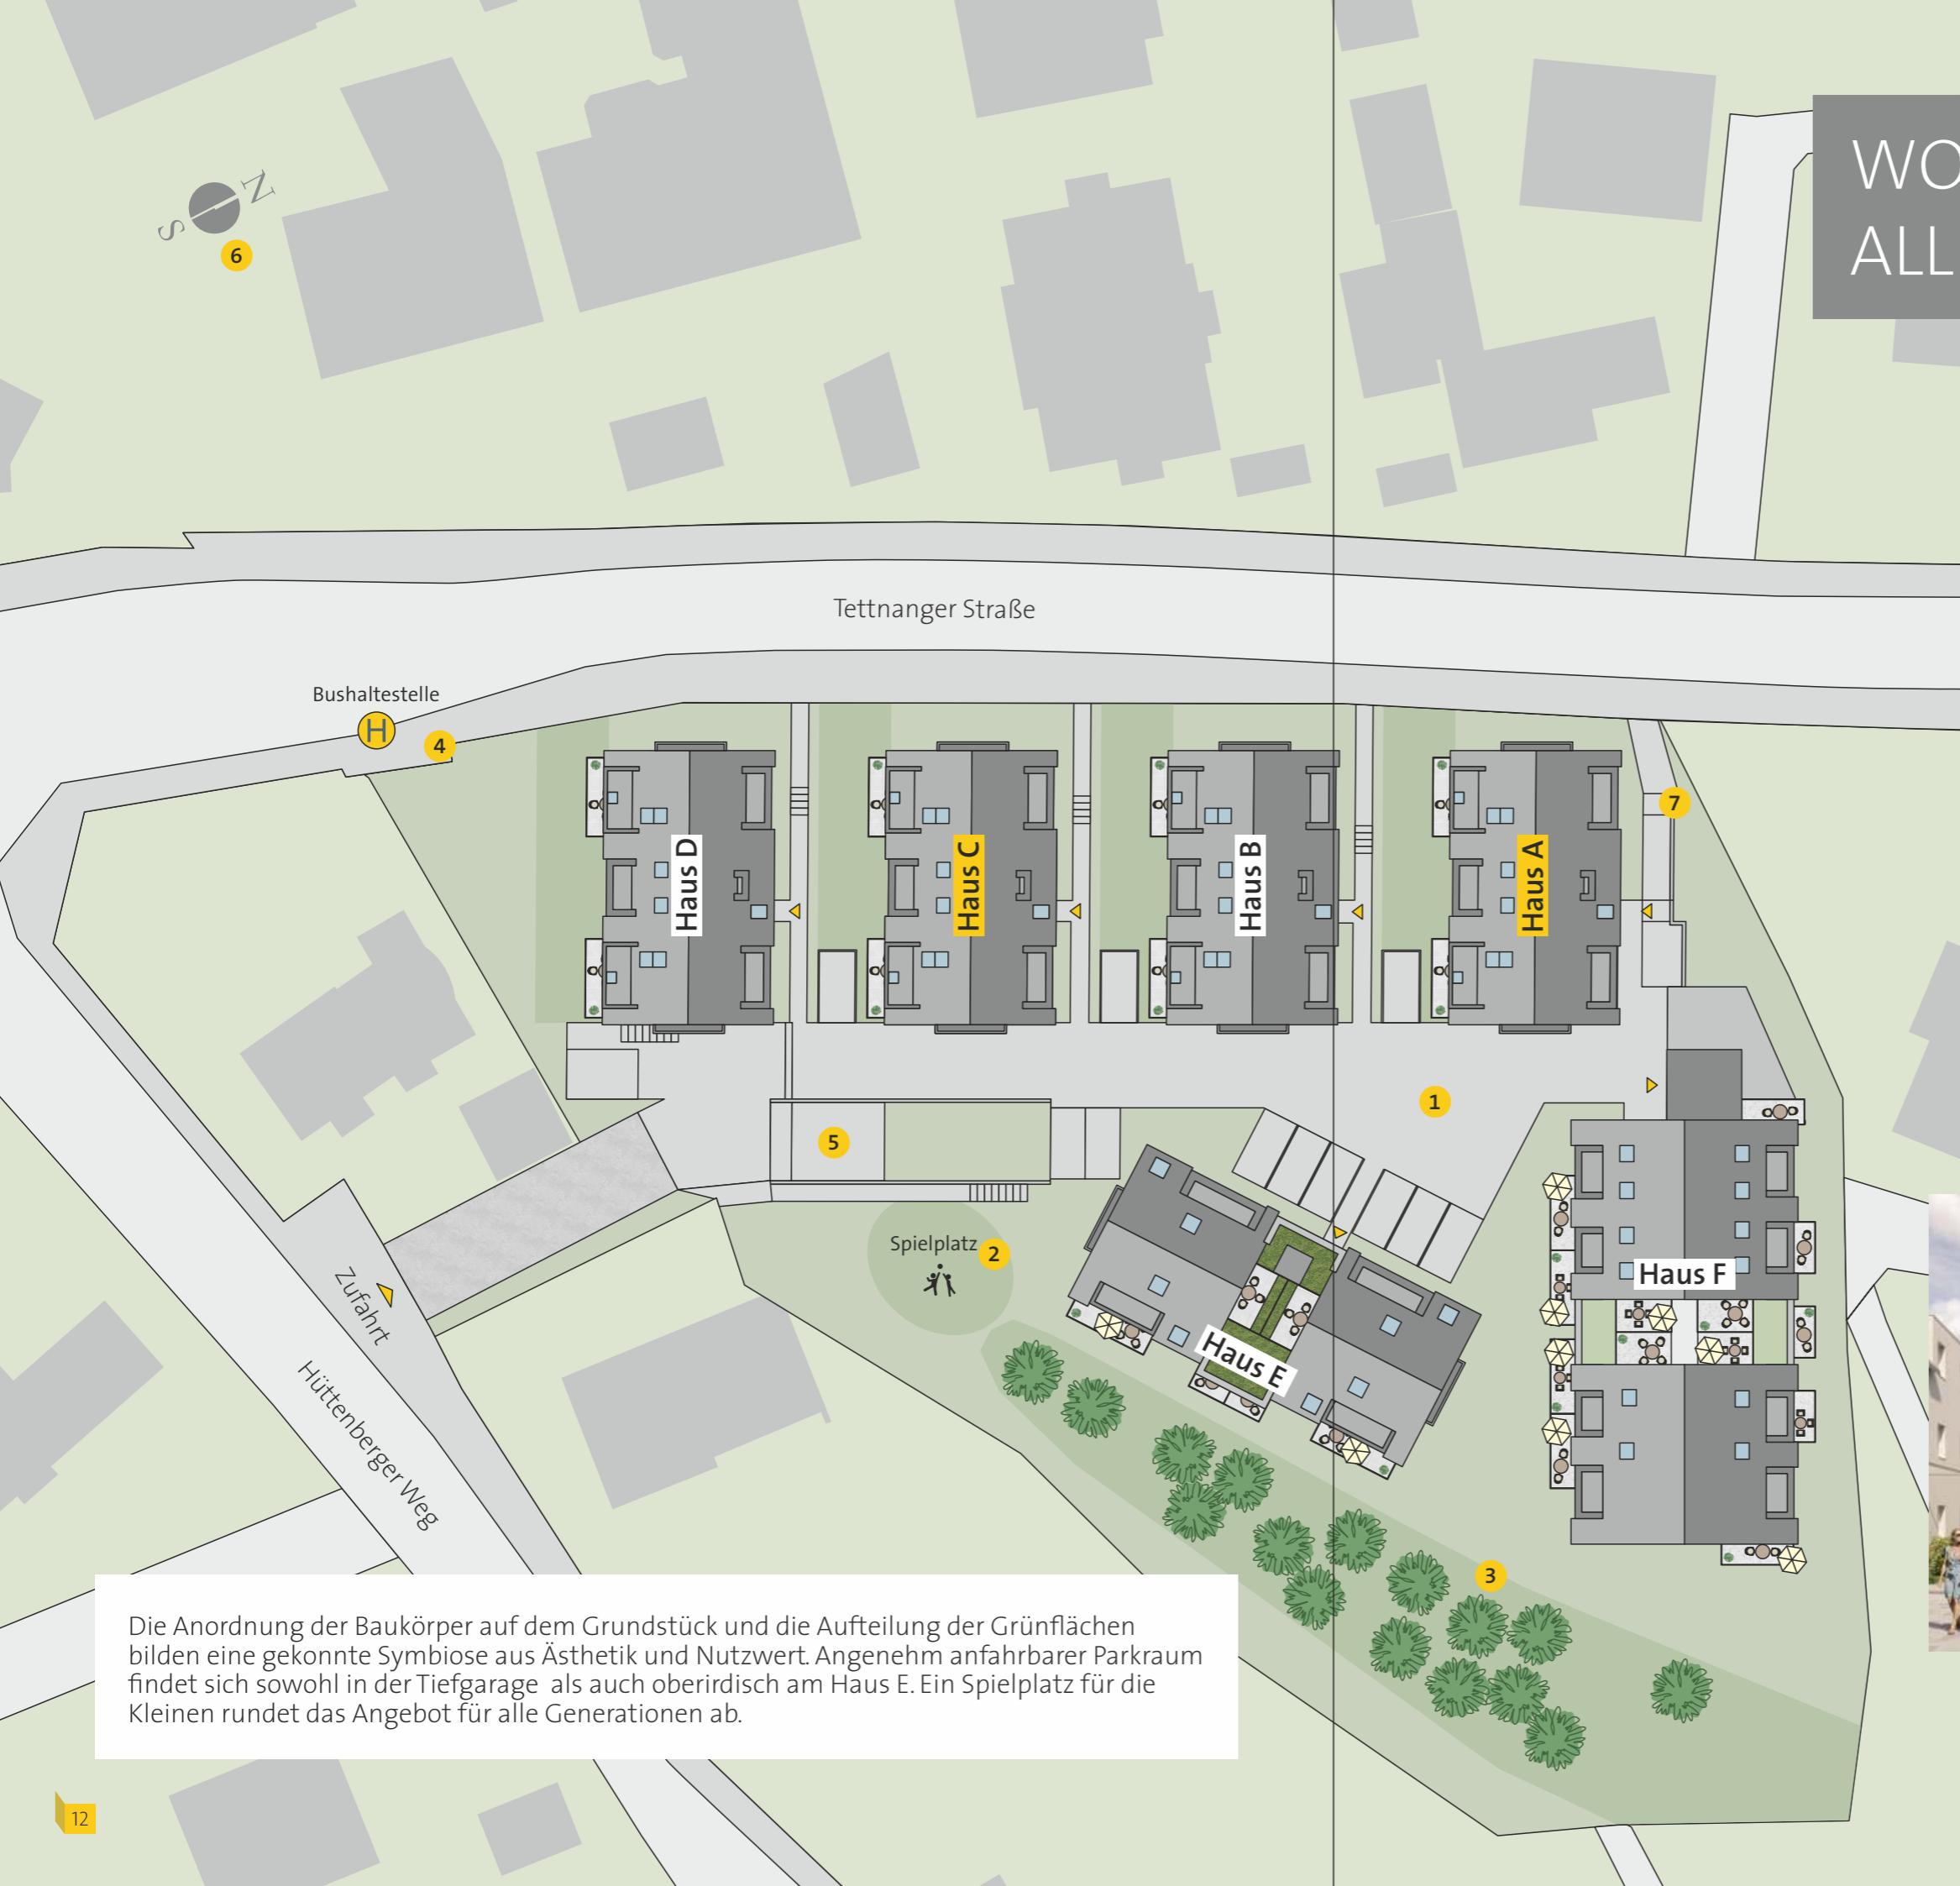 WO
ALL
N
S
6
Tettnanger Straße
Bushaltestelle
H
4
7
Haus D
Haus C
Haus B
Haus A
1
5
Spielplatz
2
Haus F
Haus E
Zufahrt
Hüttenberger Weg
3
Die Anordnung der Baukörper auf dem Grundstück und die Aufteilung der Grünflächen
bilden eine gekonnte Symbiose aus Ästhetik und Nutzwert. Angenehm anfahrbarer Parkraum
findet sich sowohl in der Tiefgarage als auch oberirdisch am Haus E. Ein Spielplatz für die
Kleinen rundet das Angebot für alle Generationen ab.
12